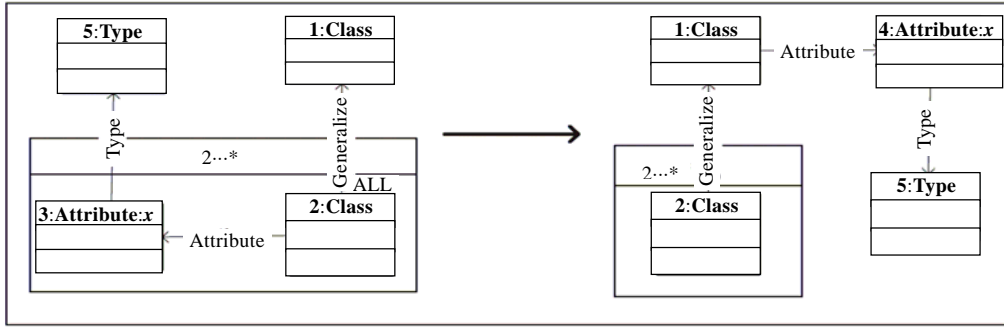 5:Type
1:Class
Type
Generalize
2···*
ALL
3:Attribute:x
Attribute
2:Class
1:Class
Attribute
4:Attribute:x
Generalize
Type
2···*
2:Class
5:Type